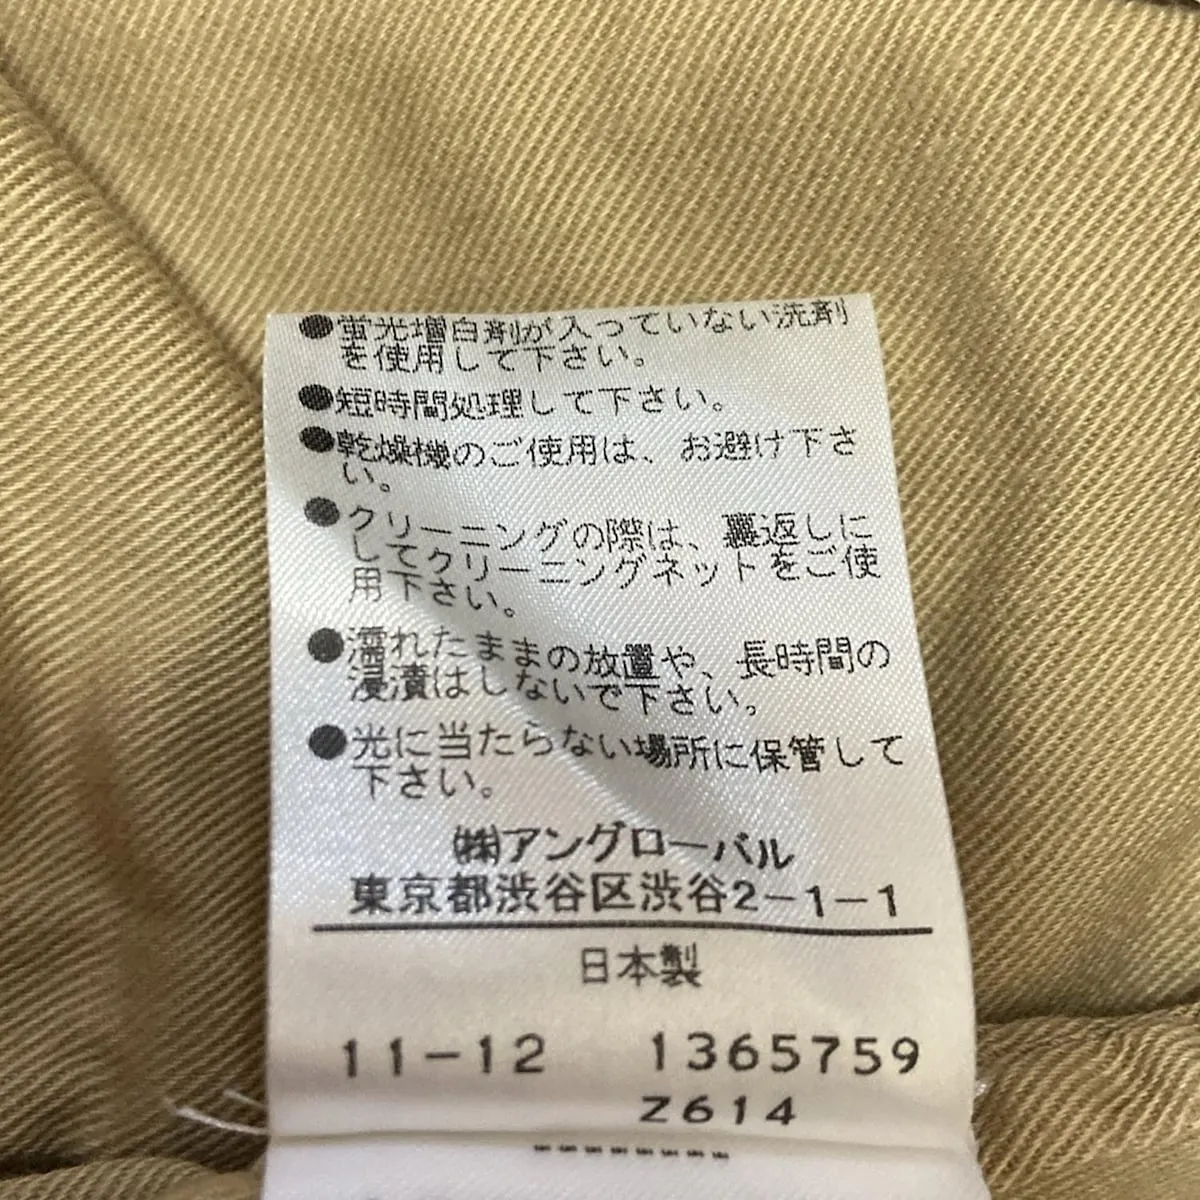 ●蛍光増白剤が入っていない洗剤
を使用して下さい。
●短時間処理して下さい。
●乾燥機のご使用は、お避け下さ
い。
●クリーニングの際は、裏返しに
してクリーニングネットをご使
用下さい。
●濡れたままの放置や、長時間の
浸漬はしないで下さい。
●光に当たらない場所に保管して
下さい。
㈱アングローバル
東京都渋谷区渋谷2-1-1
日本製
11-12 1365759
Z614